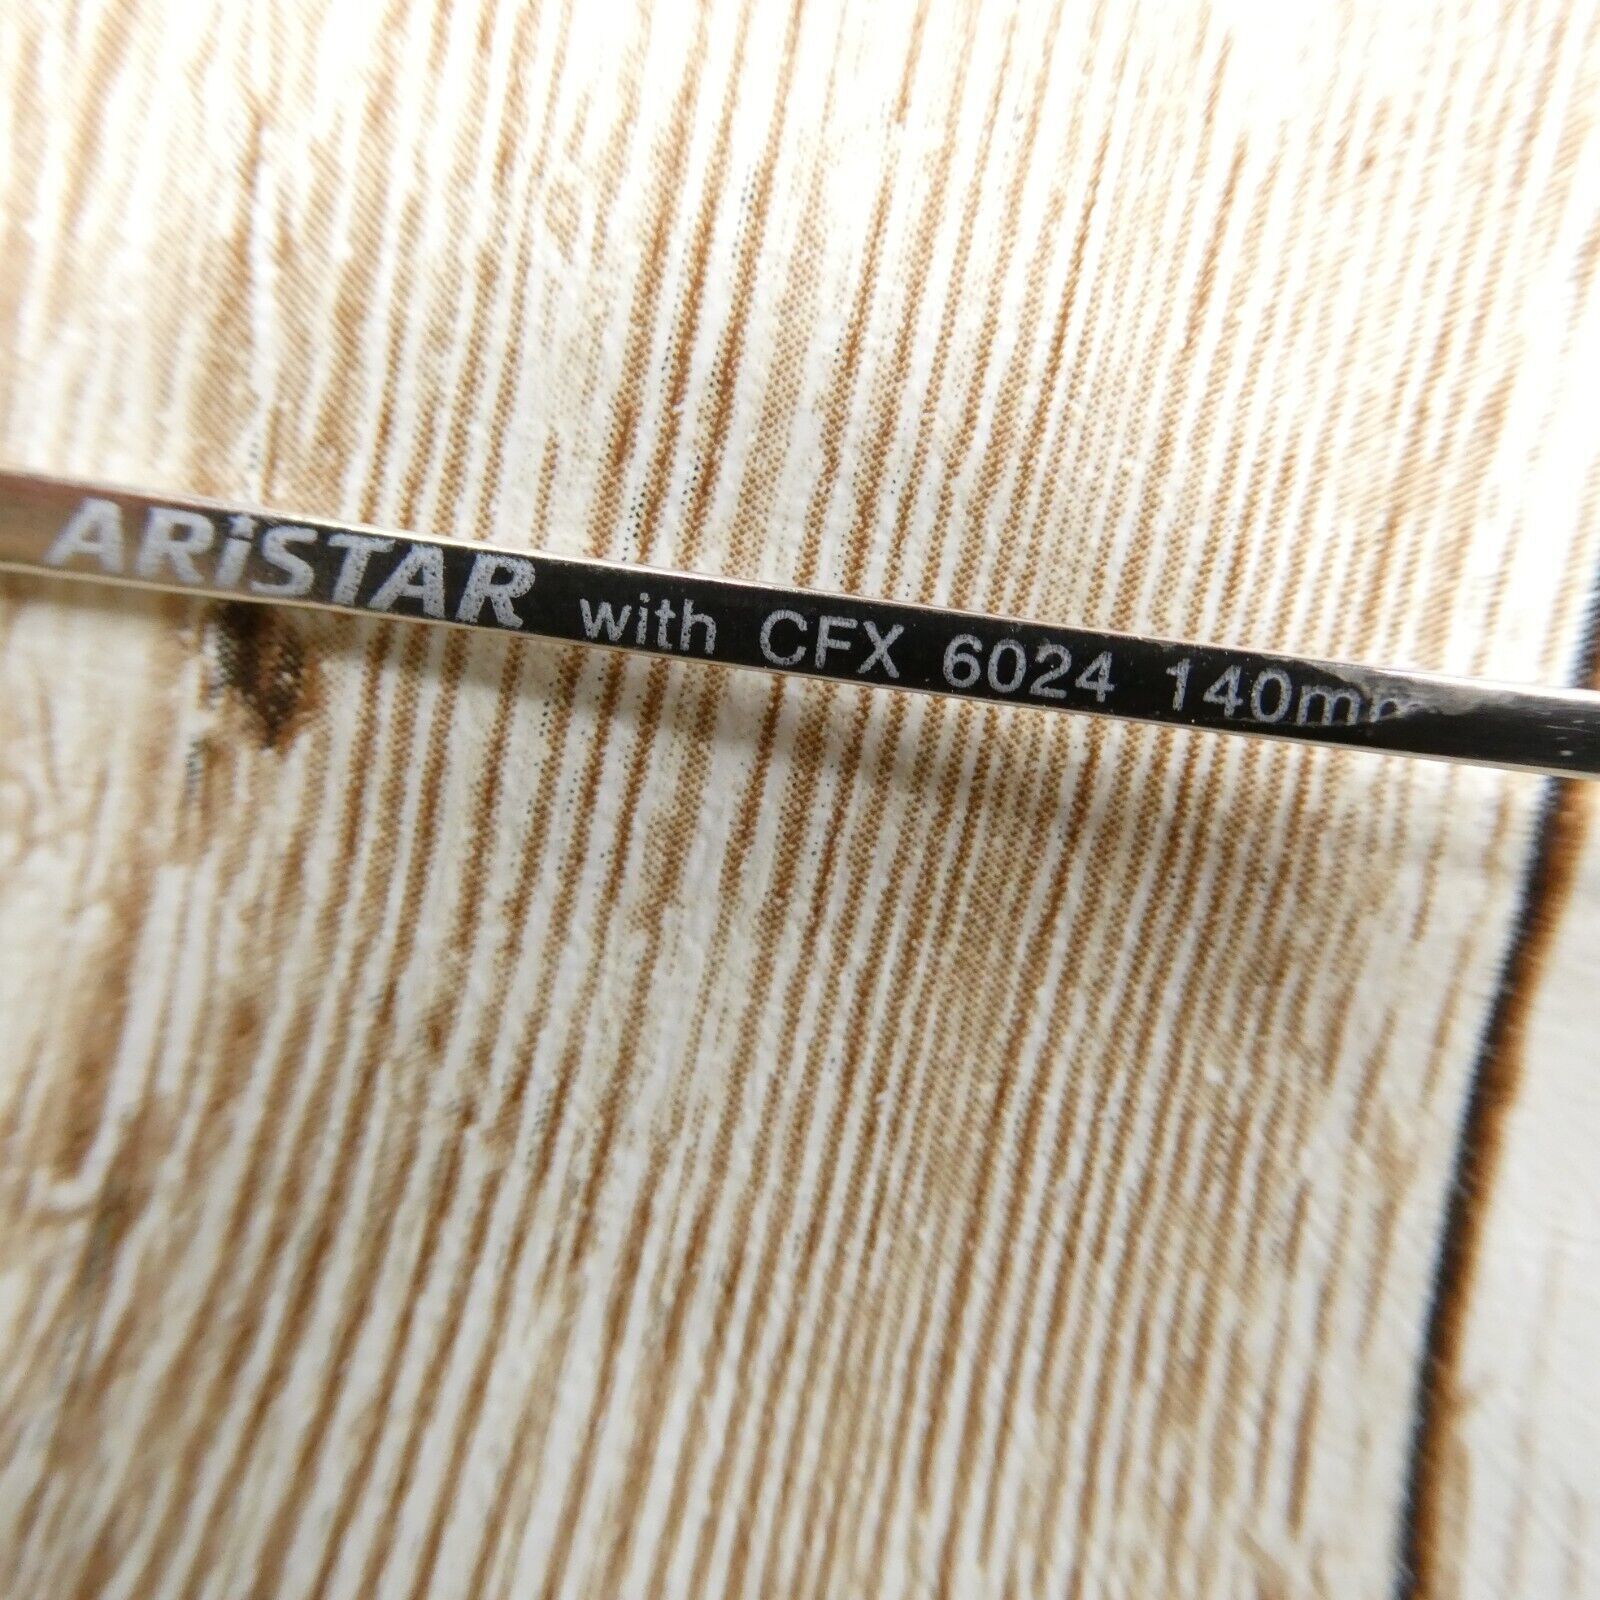 ARiSTAR with CFX 6024 140mm